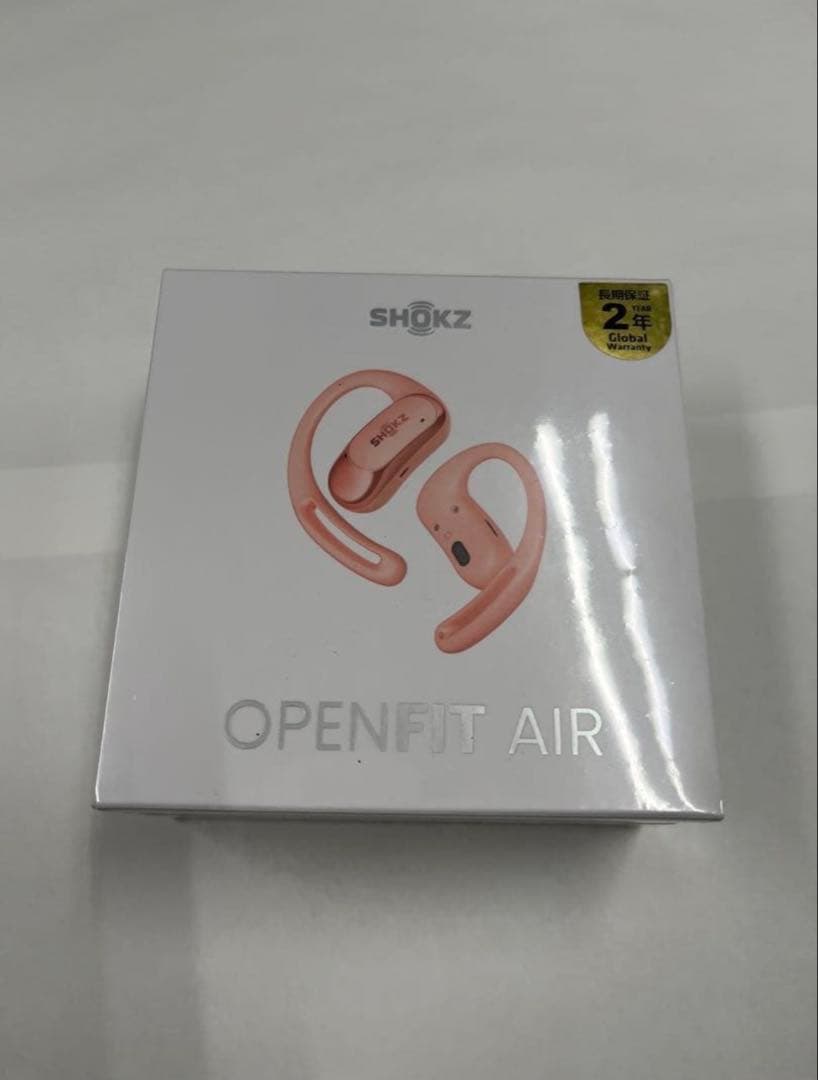 SHOKZ
長期保証
2 YEAR 年
Global
Warranty
SHOKZ
OPENFIT AIR